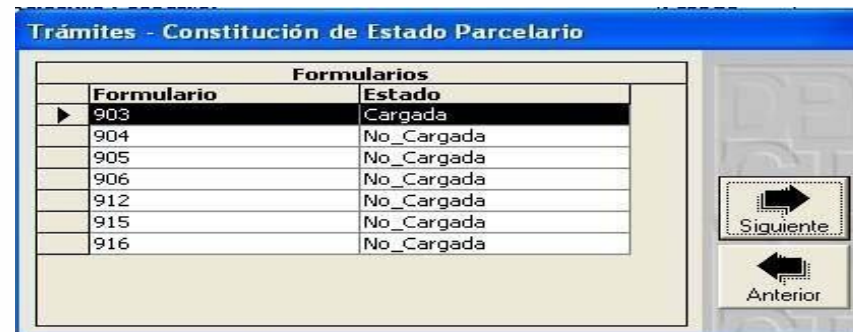 Trámites - Constitución de Estado Parcelario
Formularios
Formulario Estado
903 Cargada
904 No_Cargada
905 No_Cargada
906 No_Cargada
912 No_Cargada
915 No_Cargada
916 No_Cargada
Siguiente
Anterior